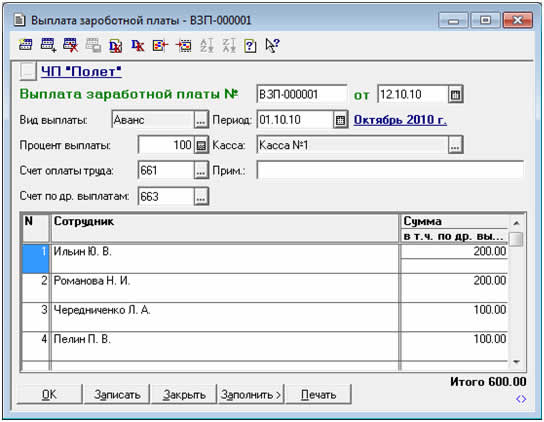 Выплата зароботной платы - ВЗП-000001
ЧП "Полет"
Выплата заработной платы № ВЗП-000001 от 12.10.10
Вид выплаты: Аванс ... Период: 01.10.10 Октябрь 2010 г.
Процент выплаты: 100 Касса: Касса №1 ...
Счет оплаты труда: 661 ... Прим.:
Счет по др. выплатам: 663 ...
N Сотрудник Сумма
в т.ч. по др. вы...
1 Ильин Ю. В. 200.00
2 Романова Н. И. 200.00
3 Чередниченко Л. А. 100.00
4 Пелин П. В. 100.00
Итого 600.00
OK Записать Закрыть Заполнить > Печать
<>